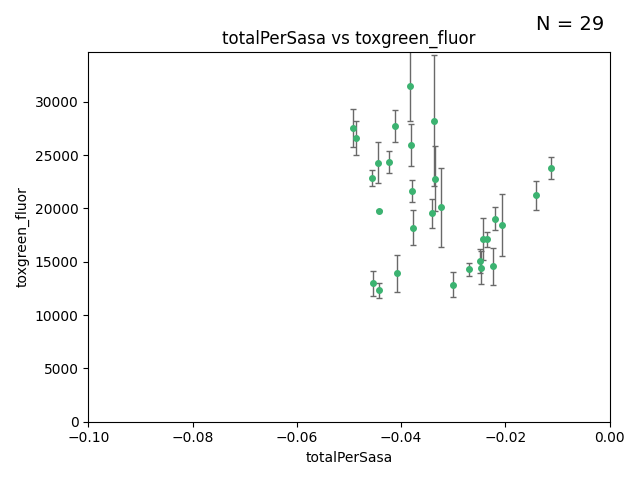 N = 29
totalPerSasa vs toxgreen_fluor
toxgreen_fluor
30000
25000
20000
15000
10000
5000
0
−0.10 −0.08 −0.06 −0.04 −0.02 0.00
totalPerSasa